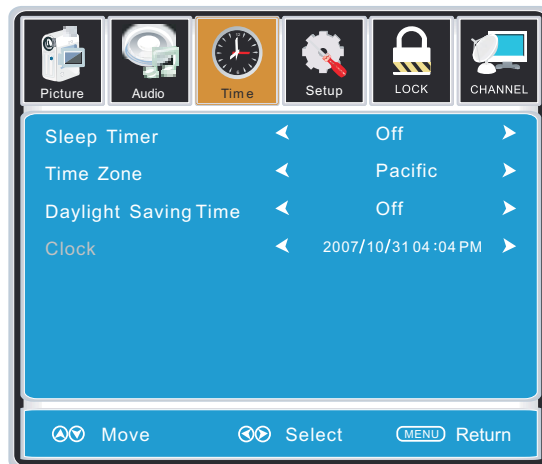 Picture Audio Time Setup LOCK CHANNEL
Sleep Timer Off
Time Zone Pacific
Daylight Saving Time Off
Clock 2007/10/31 04:04 PM
Move Select MENU Return